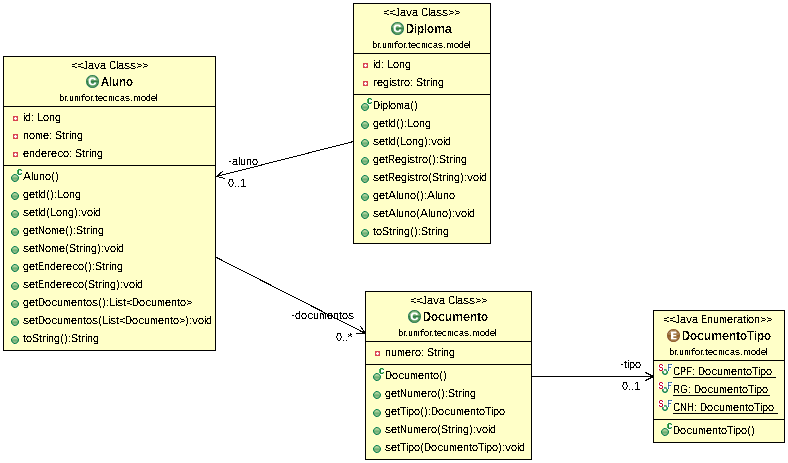 <<Java Class>>
Aluno
br.unifor.tecnicas.model
id: Long
nome: String
endereco: String
Aluno()
getId():Long
setId(Long):void
getNome():String
setNome(String):void
getEndereco():String
setEndereco(String):void
getDocumentos():List<Documento>
setDocumentos(List<Documento>):void
toString():String
<<Java Class>>
Diploma
br.unifor.tecnicas.model
id: Long
registro: String
Diploma()
getId():Long
setId(Long):void
getRegistro():String
setRegistro(String):void
getAluno():Aluno
setAluno(Aluno):void
toString():String
-aluno
0..1
-documentos
0..*
<<Java Class>>
Documento
br.unifor.tecnicas.model
numero: String
Documento()
getNumero():String
getTipo():DocumentoTipo
setNumero(String):void
setTipo(DocumentoTipo):void
-tipo
0..1
<<Java Enumeration>>
DocumentoTipo
br.unifor.tecnicas.model
CPF: DocumentoTipo
RG: DocumentoTipo
CNH: DocumentoTipo
DocumentoTipo()